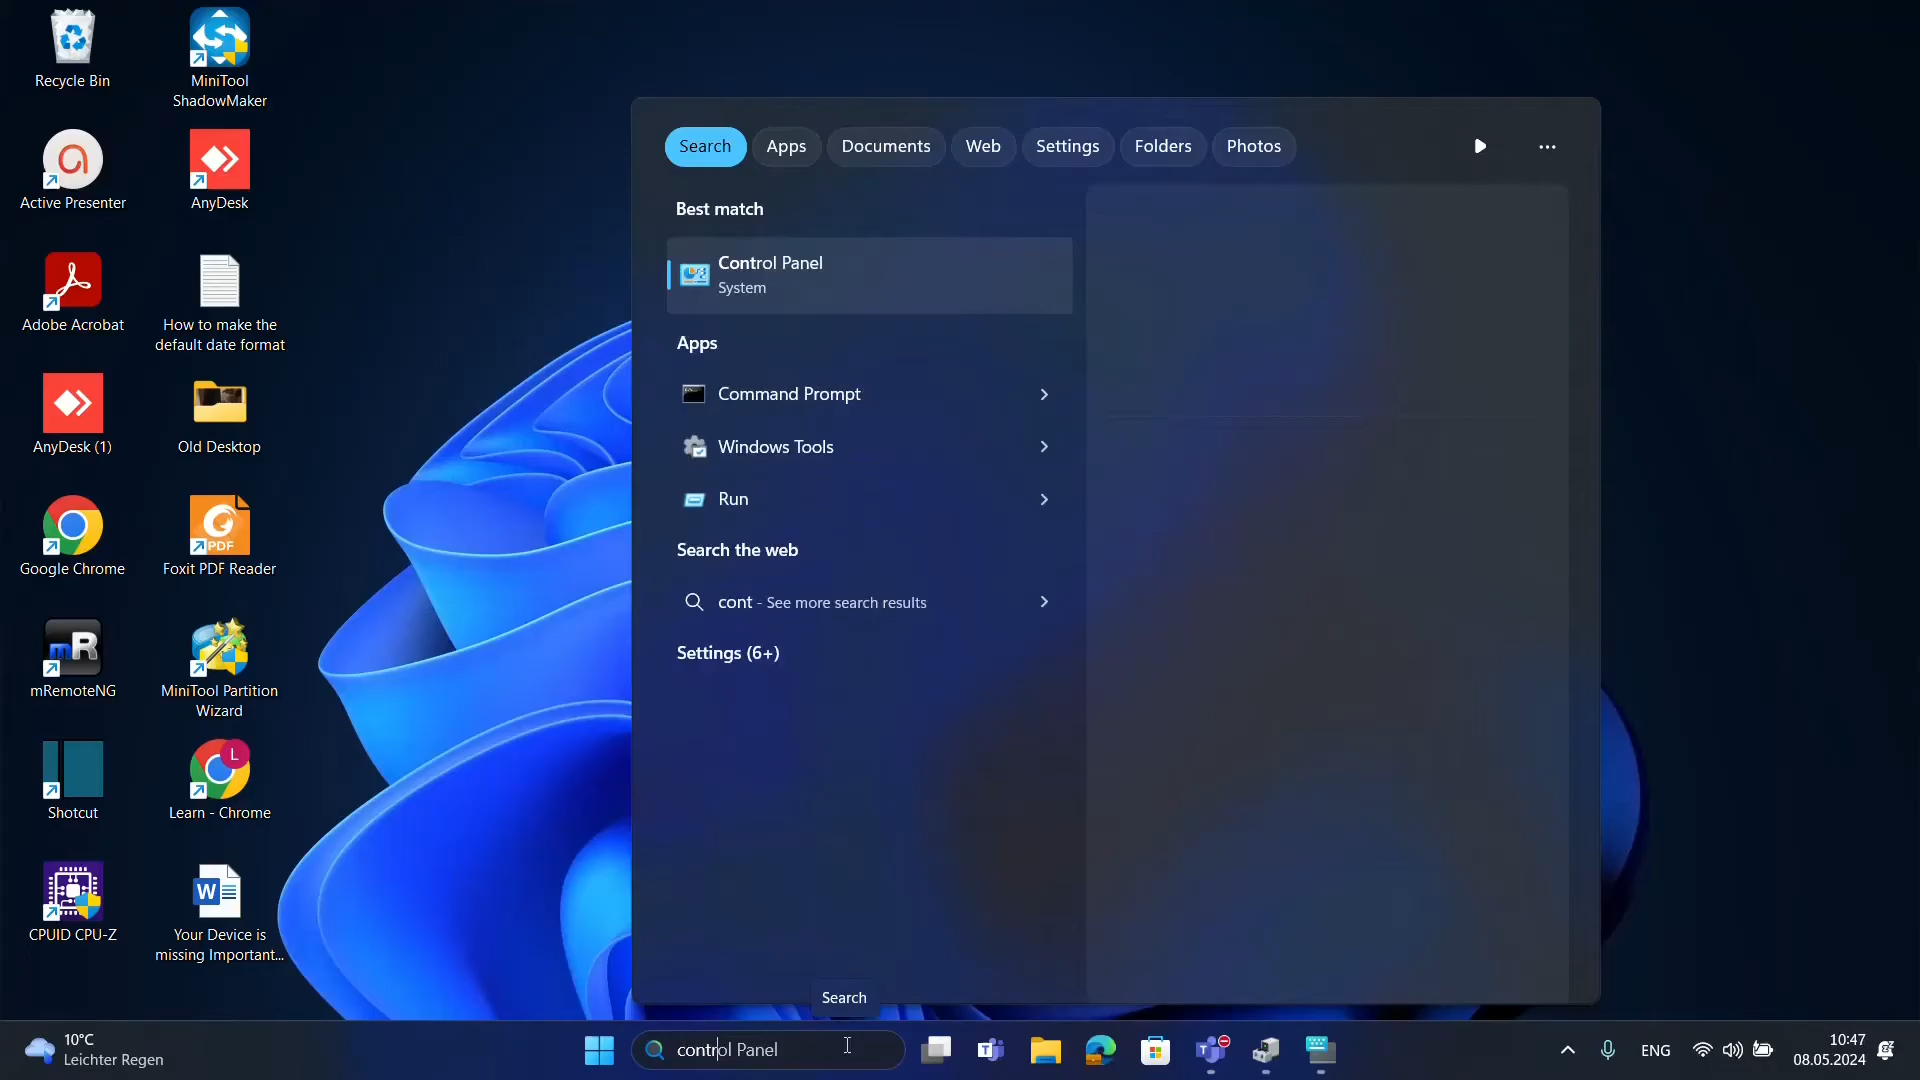 Recycle Bin
MiniTool
ShadowMaker
Active Presenter
AnyDesk
Adobe Acrobat
How to make the
default date format
AnyDesk (1)
Old Desktop
Google Chrome
PDF
Foxit PDF Reader
mR
mRemoteNG
MiniTool Partition
Wizard
Shotcut
L
Learn - Chrome
CPUID CPU-Z
W
Your Device is
missing Important...
Search
Apps
Documents
Web
Settings
Folders
Photos
Best match
Control Panel
System
Apps
Command Prompt
Windows Tools
Run
Search the web
cont - See more search results
Settings (6+)
Search
10°C
Leichter Regen
control Panel
ENG
10:47
08.05.2024